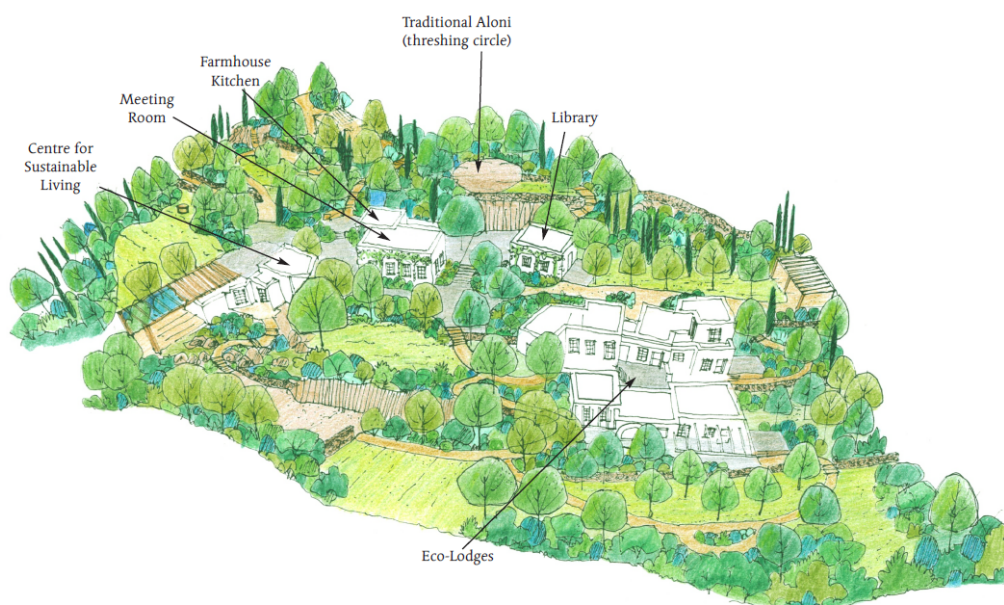 Traditional Aloni
(threshing circle)
Farmhouse
Kitchen
Meeting
Room
Library
Centre for
Sustainable
Living
Eco-Lodges